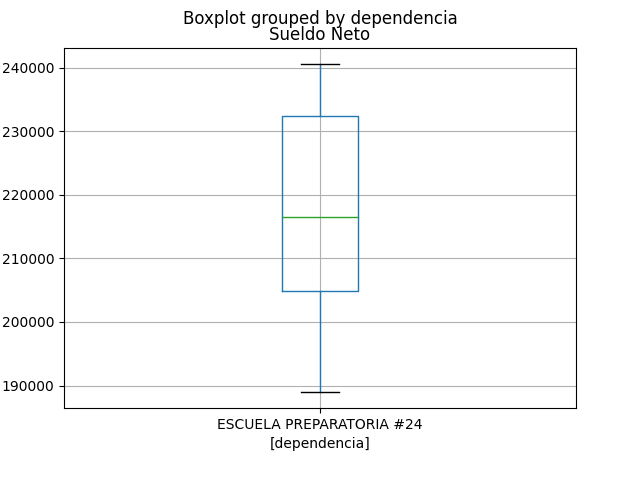 Boxplot grouped by dependencia
Sueldo Neto
240000
230000
220000
210000
200000
190000
ESCUELA PREPARATORIA #24
[dependencia]